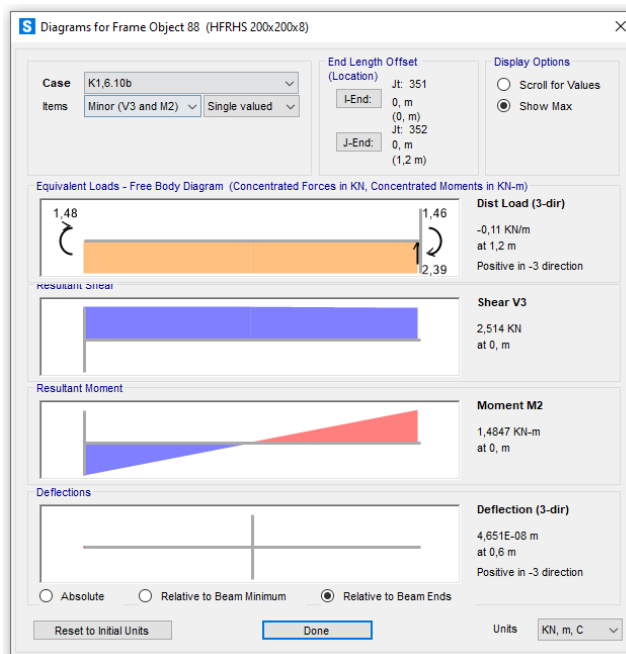 S Diagrams for Frame Object 88 (HFRHS 200x200x8)
Case K1,6.10b
Items Minor (V3 and M2) Single valued
End Length Offset
(Location)
Jt: 351
I-End: 0, m
(0, m)
Jt: 352
J-End: 0, m
(1,2 m)
Display Options
Scroll for Values
Show Max
Equivalent Loads - Free Body Diagram (Concentrated Forces in KN, Concentrated Moments in KN-m)
1,48
1,46
2,39
Dist Load (3-dir)
-0,11 KN/m
at 1,2 m
Positive in -3 direction
Resultant Shear
Shear V3
2,514 KN
at 0, m
Resultant Moment
Moment M2
1,4847 KN-m
at 0, m
Deflections
Deflection (3-dir)
4,651E-08 m
at 0,6 m
Positive in -3 direction
Absolute Relative to Beam Minimum Relative to Beam Ends
Reset to Initial Units Done Units KN, m, C